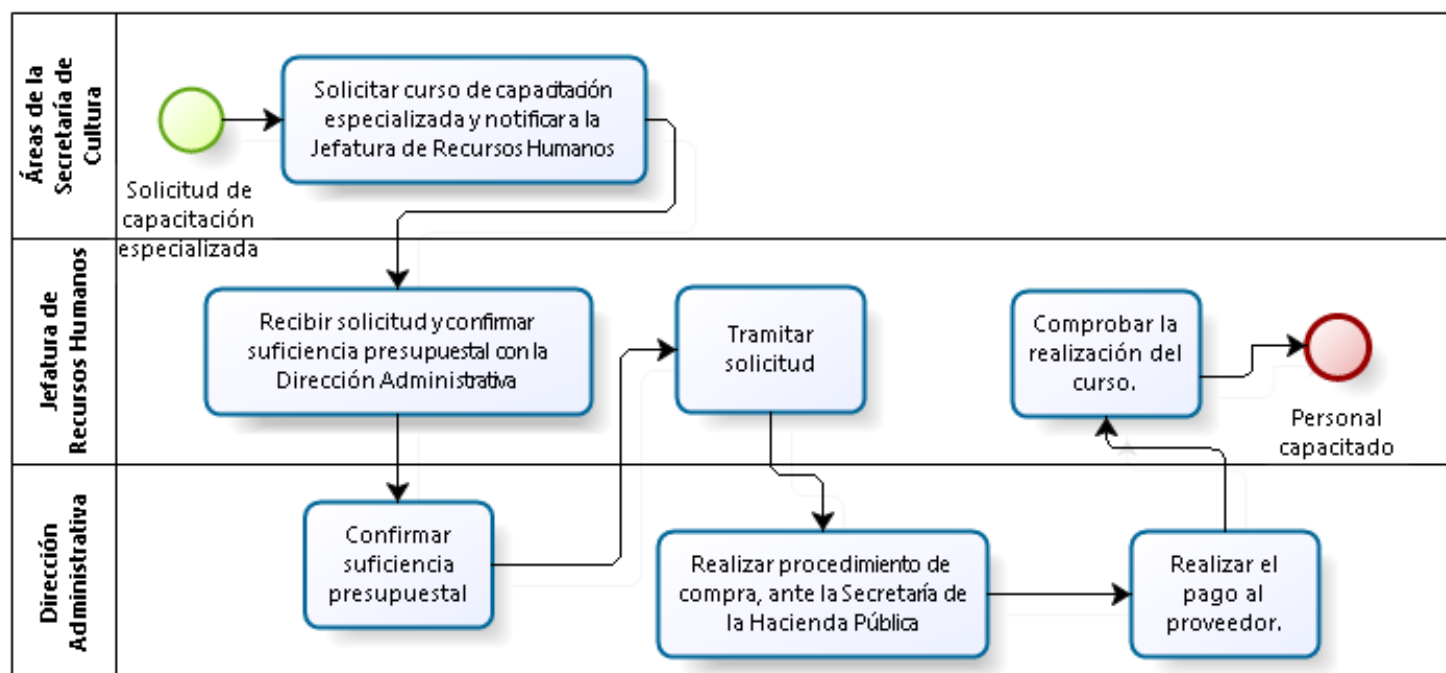 Áreas de la
Secretaría de
Cultura
Solicitud de
capacitación
especializada
Solicitar curso de capacitación
especializada y notificar a la
Jefatura de Recursos Humanos
Jefatura de
Recursos Humanos
Recibir solicitud y confirmar
suficiencia presupuestal con la
Dirección Administrativa
Tramitar
solicitud
Comprobar la
realización del
curso.
Personal
capacitado
Dirección
Administrativa
Confirmar
suficiencia
presupuestal
Realizar procedimiento de
compra, ante la Secretaría de
la Hacienda Pública
Realizar el
pago al
proveedor.